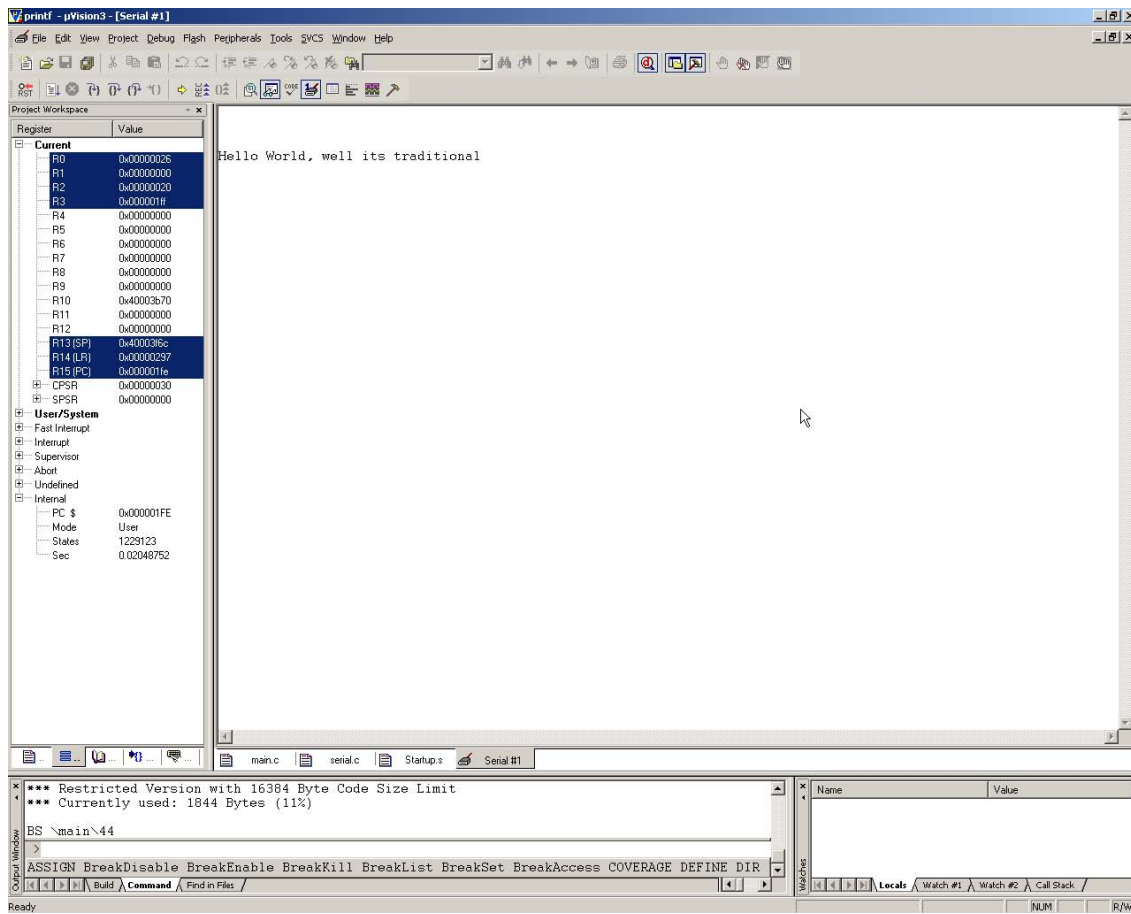 printf - µVision3 - [Serial #1]
File Edit View Project Debug Flash Peripherals Tools SVCS Window Help
Project Workspace
Register Value
Current
R0 0x00000026
R1 0x00000000
R2 0x00000020
R3 0x000001ff
R4 0x00000000
R5 0x00000000
R6 0x00000000
R7 0x00000000
R8 0x00000000
R9 0x00000000
R10 0x40003b70
R11 0x00000000
R12 0x00000000
R13 (SP) 0x40003f6c
R14 (LR) 0x00000297
R15 (PC) 0x000001fe
CPSR 0x00000030
SPSR 0x00000000
User/System
Fast Interrupt
Interrupt
Supervisor
Abort
Undefined
Internal
PC $ 0x000001FE
Mode User
States 1229123
Sec 0.02048752
Hello World, well its traditional
main.c serial.c Startup.s Serial #1
*** Restricted Version with 16384 Byte Code Size Limit
*** Currently used: 1844 Bytes (11%)
BS \main\44
>
ASSIGN BreakDisable BreakEnable BreakKill BreakList BreakSet BreakAccess COVERAGE DEFINE DIR
Build Command Find in Files
Output Window
Name Value
Watches
Locals Watch #1 Watch #2 Call Stack
Ready NUM R/W